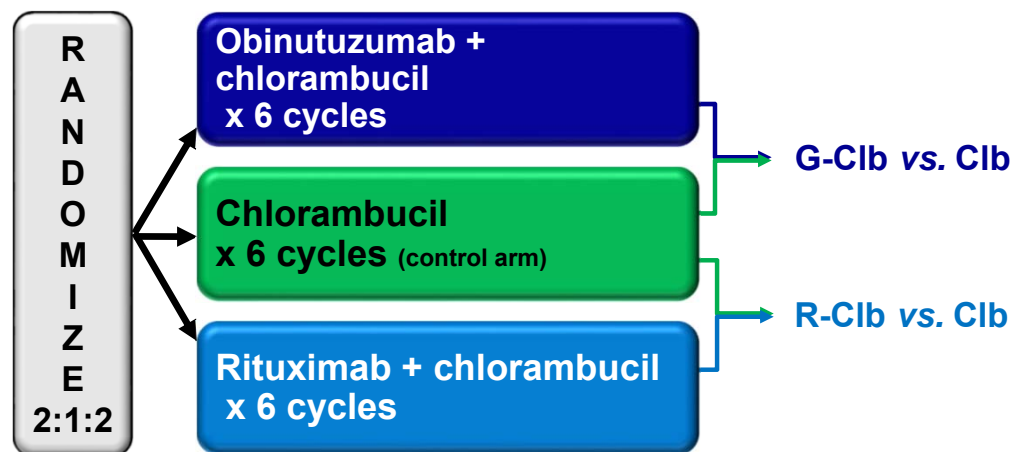 R
A
N
D
O
M
I
Z
E
2:1:2
Obinutuzumab +
chlorambucil
x 6 cycles
Chlorambucil
x 6 cycles (control arm)
Rituximab + chlorambucil
x 6 cycles
G-Clb vs. Clb
R-Clb vs. Clb